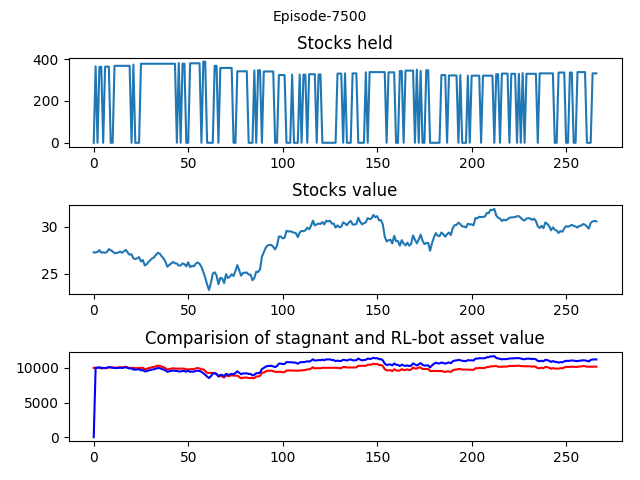 Episode-7500
Stocks held
400
200
0
0 50 100 150 200 250
Stocks value
30
25
0 50 100 150 200 250
Comparision of stagnant and RL-bot asset value
10000
5000
0
0 50 100 150 200 250